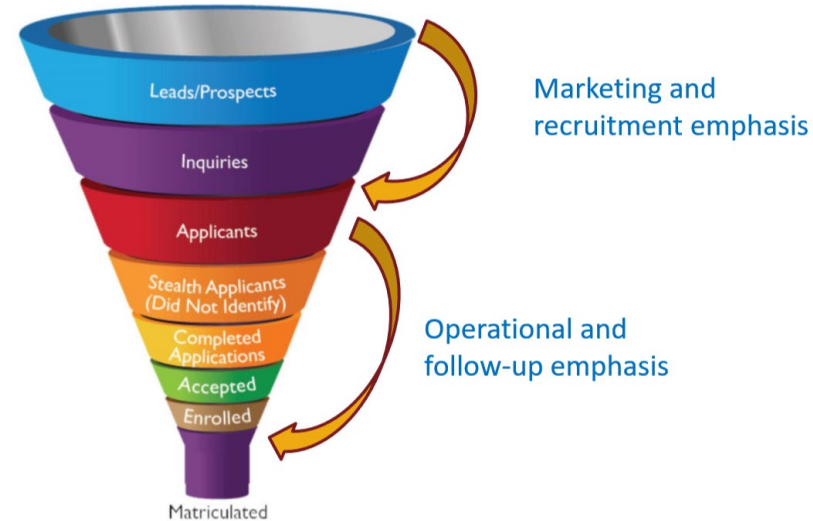 Leads/Prospects
Marketing and
recruitment emphasis
Inquiries
Applicants
Stealth Applicants
(Did Not Identify)
Operational and
follow-up emphasis
Completed
Applications
Accepted
Enrolled
Matriculated